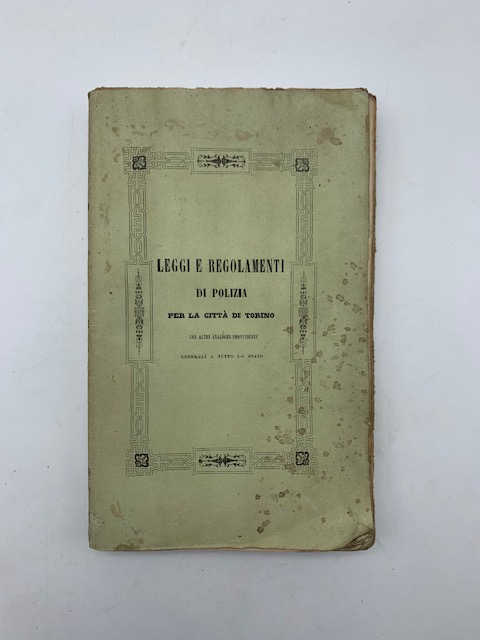 LEGGI E REGOLAMENTI
DI POLIZIA
PER LA CITTÀ DI TORINO
CON ALTRI ANALOGHI PROVVEDIMENTI
GENERALI A TUTTO LO STATO